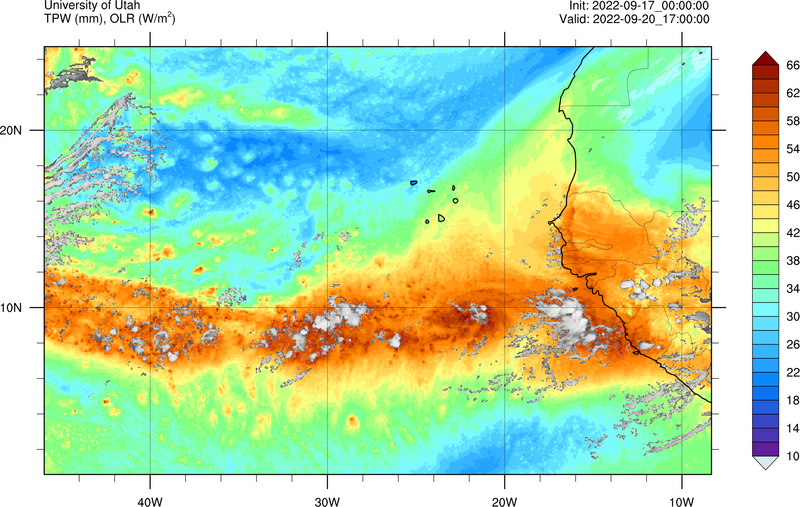 University of Utah
TPW (mm), OLR (W/m²)
Init: 2022-09-17_00:00:00
Valid: 2022-09-20_17:00:00
20N
10N
40W
30W
20W
10W
66
62
58
54
50
46
42
38
34
30
26
22
18
14
10